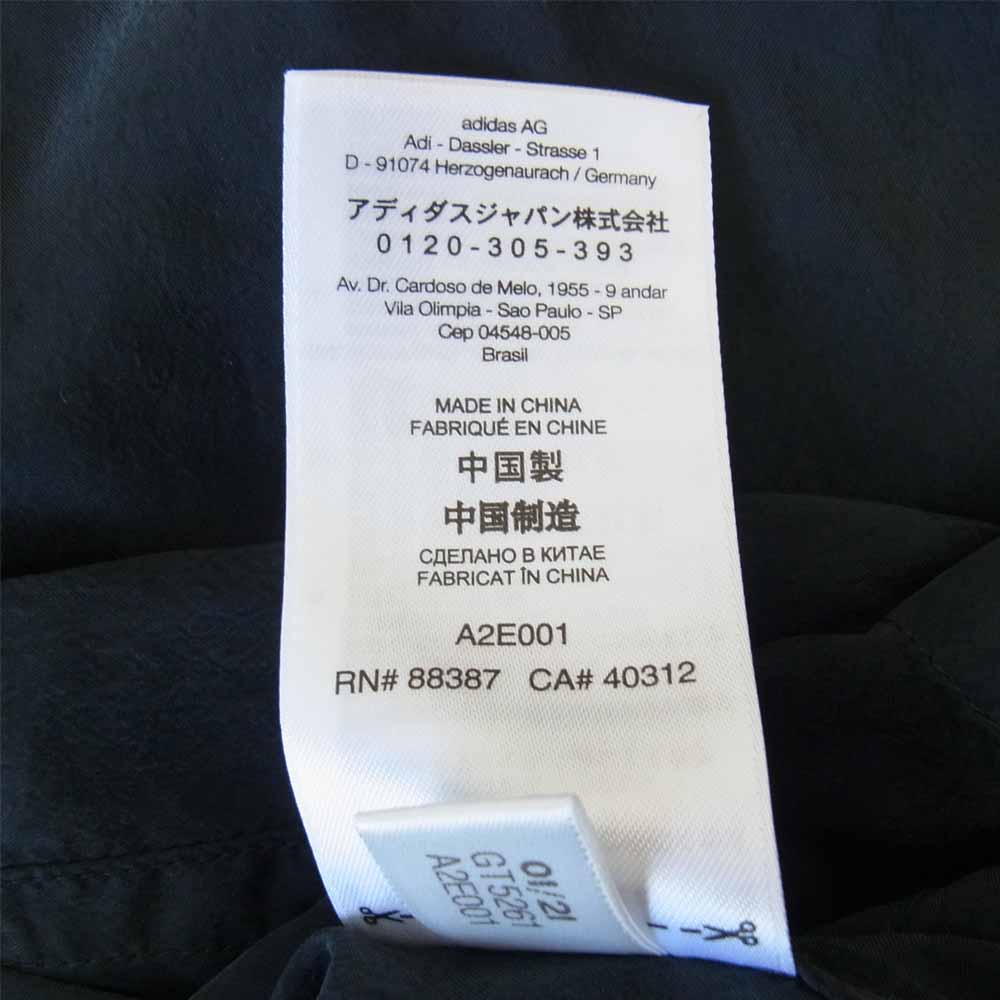 adidas AG
Adi - Dassler - Strasse 1
D - 91074 Herzogenaurach / Germany
アディダスジャパン株式会社
0120-305-393
Av. Dr. Cardoso de Melo, 1955 - 9 andar
Vila Olimpia - Sao Paulo - SP
Cep 04548-005
Brasil
MADE IN CHINA
FABRIQUÉ EN CHINE
中国製
中国制造
СДЕЛАНО В КИТАЕ
FABRICAT ÎN CHINA
A2E001
RN# 88387 CA# 40312
01/21
GT5261
A2E001